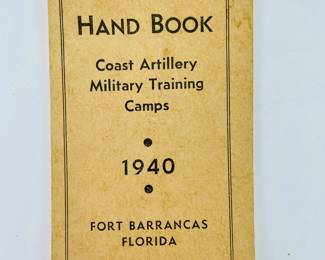 HAND BOOK
Coast Artillery
Military Training
Camps
1940
FORT BARRANCAS
FLORIDA